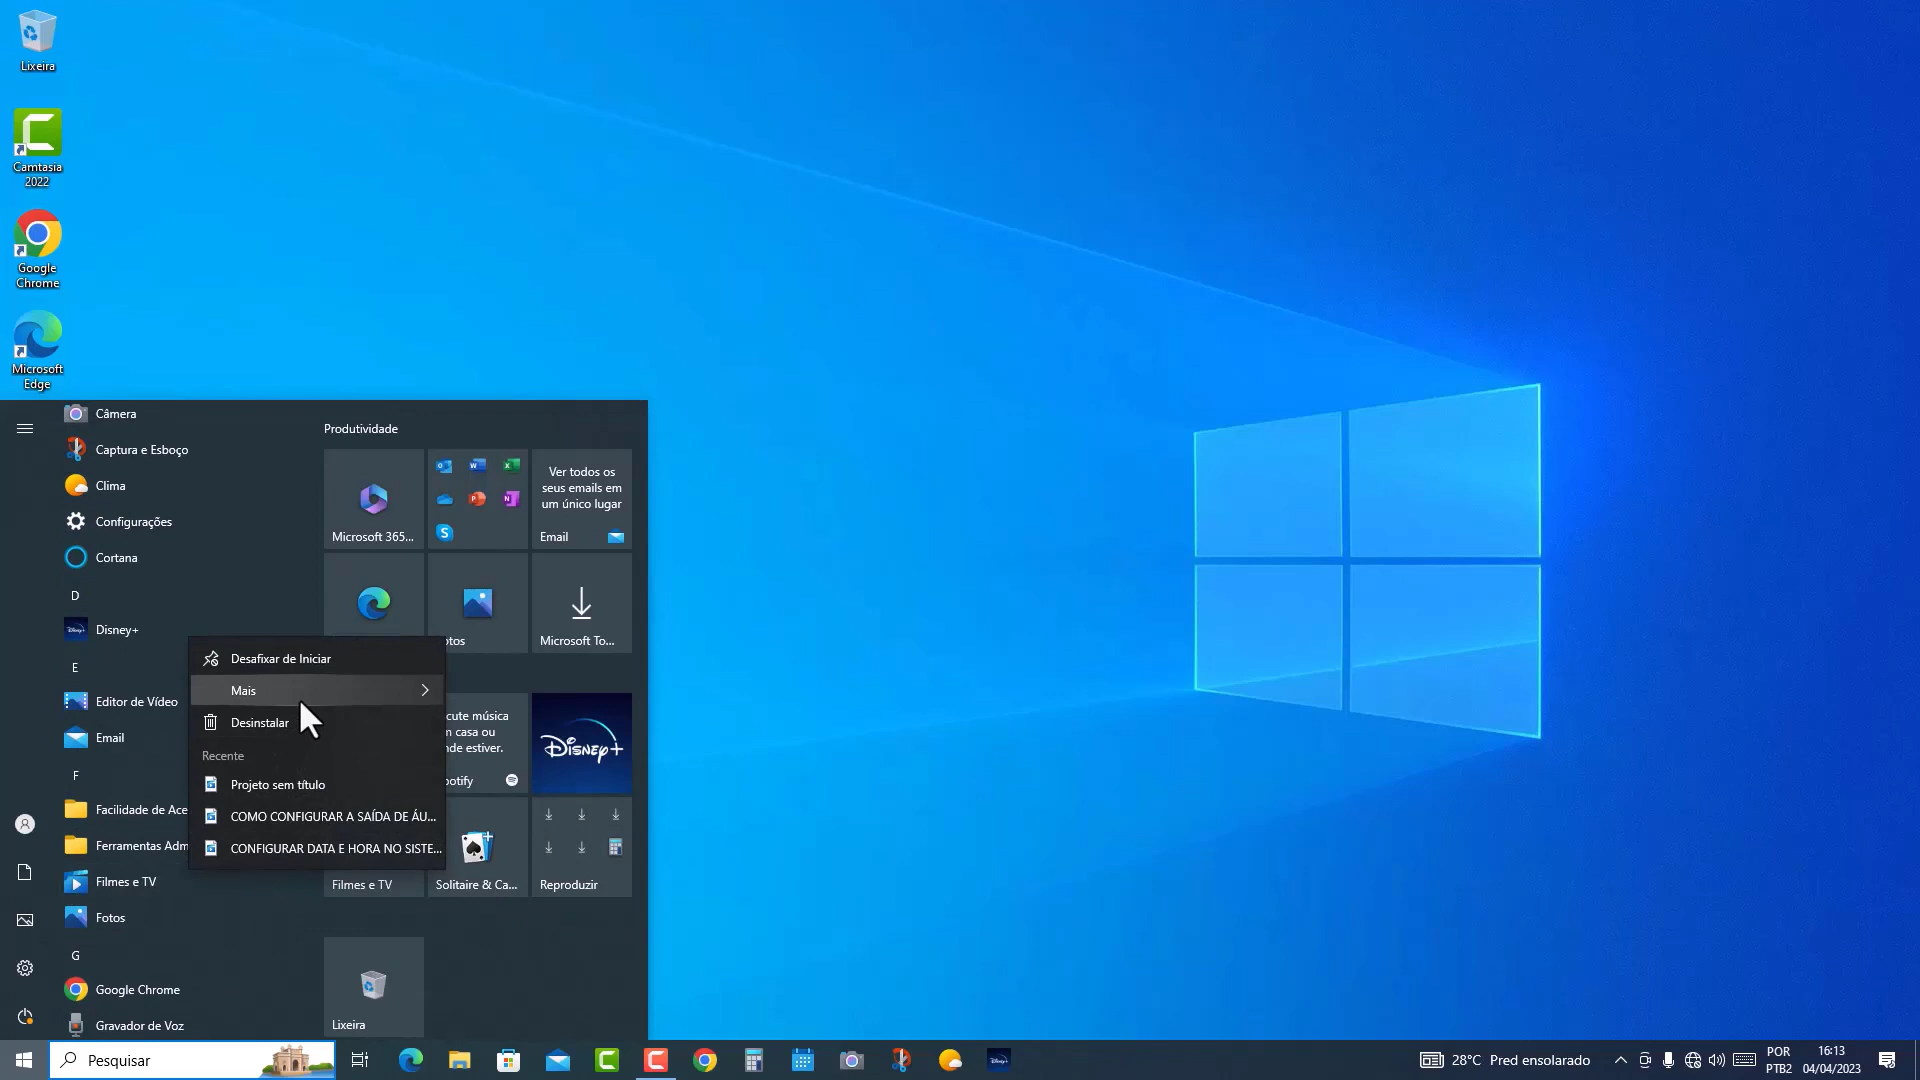 Lixeira
Camtasia
2022
Google
Chrome
Microsoft
Edge
Câmera
Captura e Esboço
Clima
Configurações
Cortana
D
Disney+
E
Editor de Vídeo
Email
F
Facilidade de Ace
Ferramentas Adm
Filmes e TV
Fotos
G
Google Chrome
Gravador de Voz
Desafixar de Iniciar
Mais
Desinstalar
Recente
Projeto sem título
COMO CONFIGURAR A SAÍDA DE ÁU...
CONFIGURAR DATA E HORA NO SISTE...
Produtividade
Microsoft 365...
Ver todos os
seus emails em
um único lugar
Email
otos
Microsoft To...
cute música
m casa ou
nde estiver.
potify
Disney+
Filmes e TV
Solitaire & Ca...
Reproduzir
Lixeira
Pesquisar
Disney+
28°C Pred ensolarado
POR
PTB2
16:13
04/04/2023